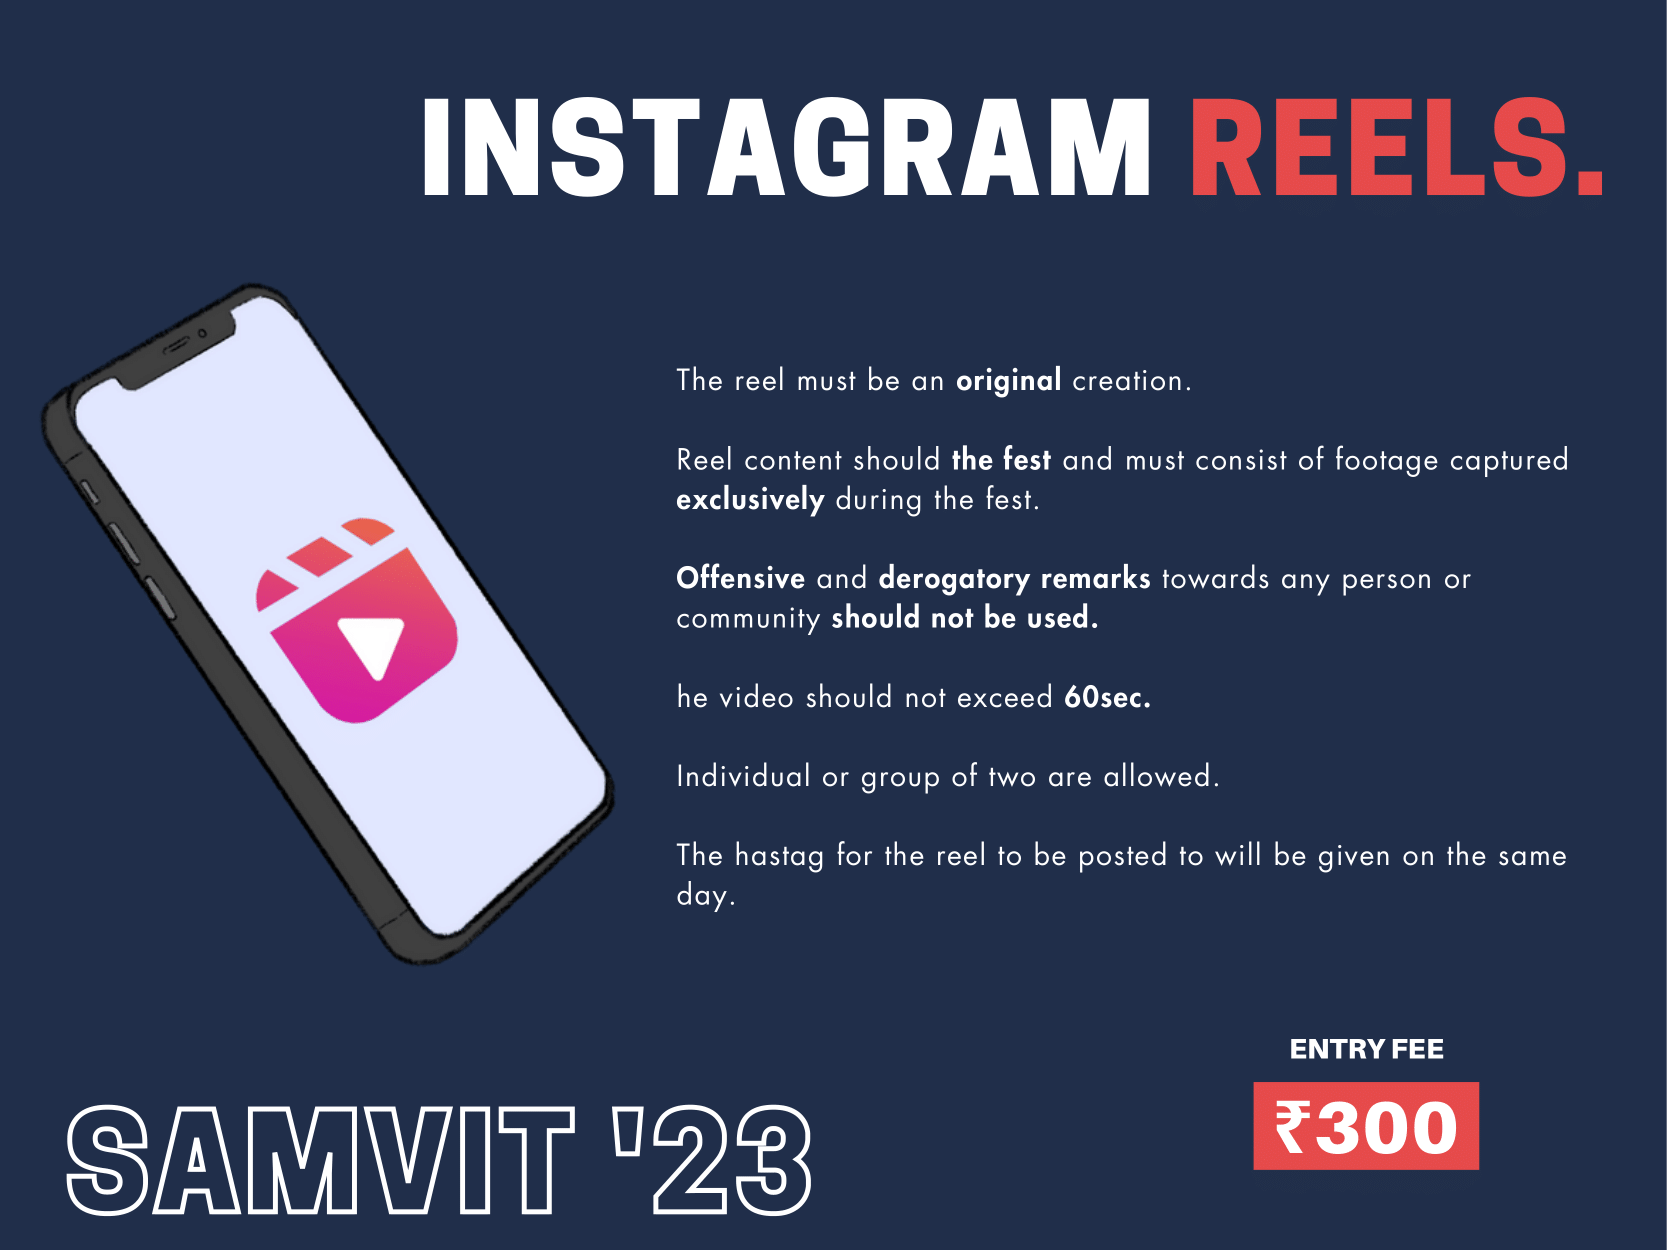 INSTAGRAM REELS.
The reel must be an original creation.
Reel content should the fest and must consist of footage captured
exclusively during the fest.
Offensive and derogatory remarks towards any person or
community should not be used.
he video should not exceed 60sec.
Individual or group of two are allowed.
The hastag for the reel to be posted to will be given on the same
day.
ENTRY FEE
₹300
SAMVIT '23